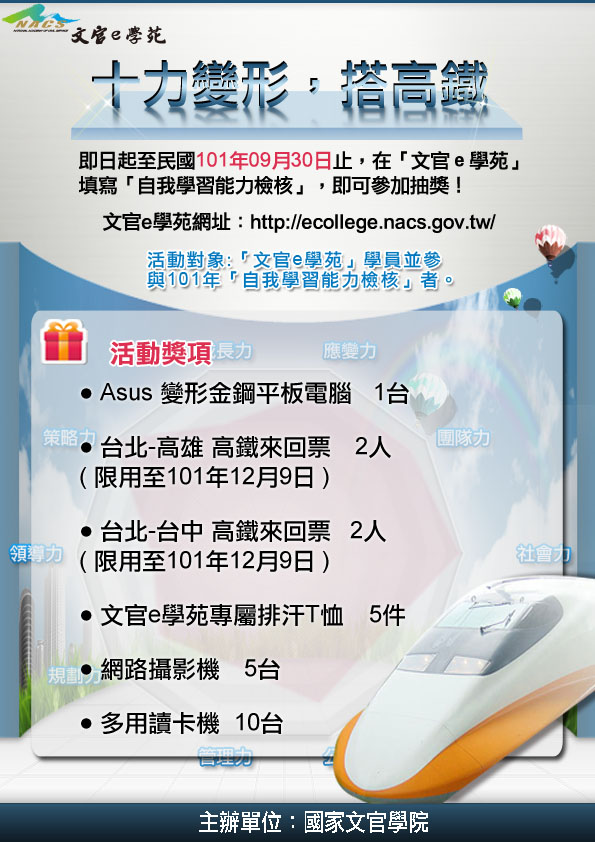 NACS
文官e學苑
十力變形，搭高鐵
即日起至民國101年09月30日止，在「文官 e 學苑」
填寫「自我學習能力檢核」，即可參加抽獎！
文官e學苑網址：http://ecollege.nacs.gov.tw/
活動對象:「文官e學苑」學員並參
與101年「自我學習能力檢核」者。
活動獎項
長力
應變力
● Asus 變形金鋼平板電腦 1台
策略力
● 台北-高雄 高鐵來回票 2人
團隊力
( 限用至101年12月9日 )
● 台北-台中 高鐵來回票 2人
領導力
( 限用至101年12月9日 )
社會力
● 文官e學苑專屬排汗T恤 5件
● 網路攝影機 5台
規劃力
● 多用讀卡機 10台
管理力
主辦單位：國家文官學院